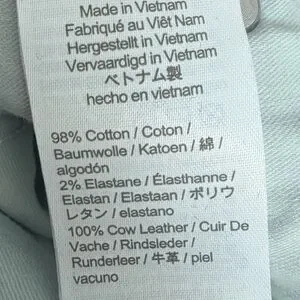 Made in Vietnam
Fabriqué au Viêt Nam
Hergestellt in Vietnam
Vervaardigd in Vietnam
ベトナム製
hecho en vietnam
98% Cotton / Coton /
Baumwolle / Katoen / 綿 /
algodón
2% Elastane / Élasthanne /
Elastan / Elastaan / ポリウ
レタン / elastano
100% Cow Leather / Cuir De
Vache / Rindsleder /
Runderleer / 牛革 / piel
vacuno